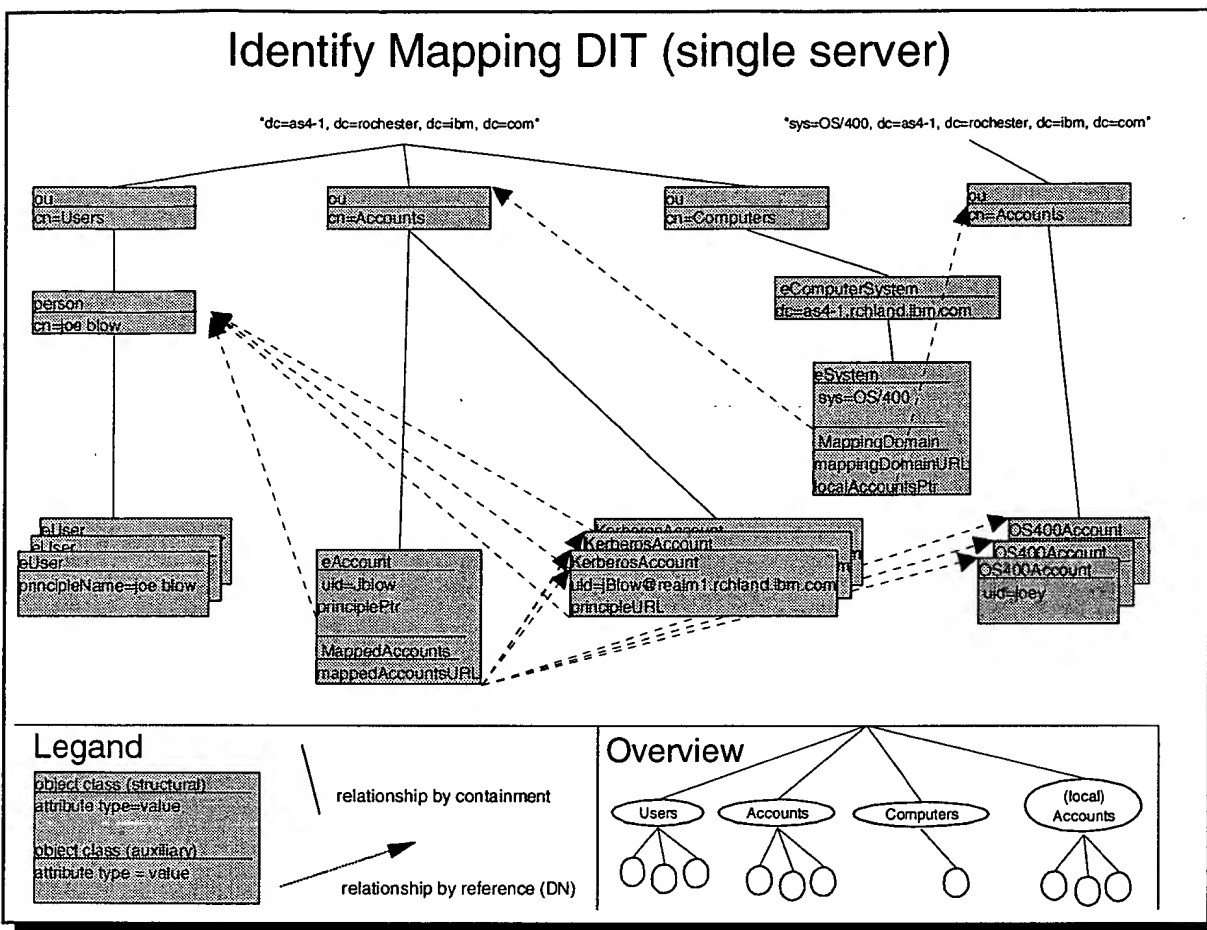 Identify Mapping DIT (single server)
"dc=as4-1, dc=rochester, dc=ibm, dc=com"
"sys=OS/400, dc=as4-1, dc=rochester, dc=ibm, dc=com"
ou
cn=Users
ou
cn=Accounts
ou
cn=Computers
ou
cn=Accounts
person
cn=joe blow
eComputerSystem
dc=as4-1.rchland.ibm.com
eSystem
sys=OS/400
MappingDomain
mappingDomainURL
localAccountsPtr
eUser
eUser
eUser
principleName=joe blow
eAccount
uid=Jblow
principlePtr
MappedAccounts
mappedAccountsURL
KerberosAccount
KerberosAccount
KerberosAccount
uid=jBlow@realm1.rchland.ibm.com
principleURL
OS400Account
OS400Account
OS400Account
uid=joey
Legand
object class (structural)
attribute type=value
object class (auxiliary)
attribute type = value
relationship by containment
relationship by reference (DN)
Overview
Users
Accounts
Computers
(local)
Accounts